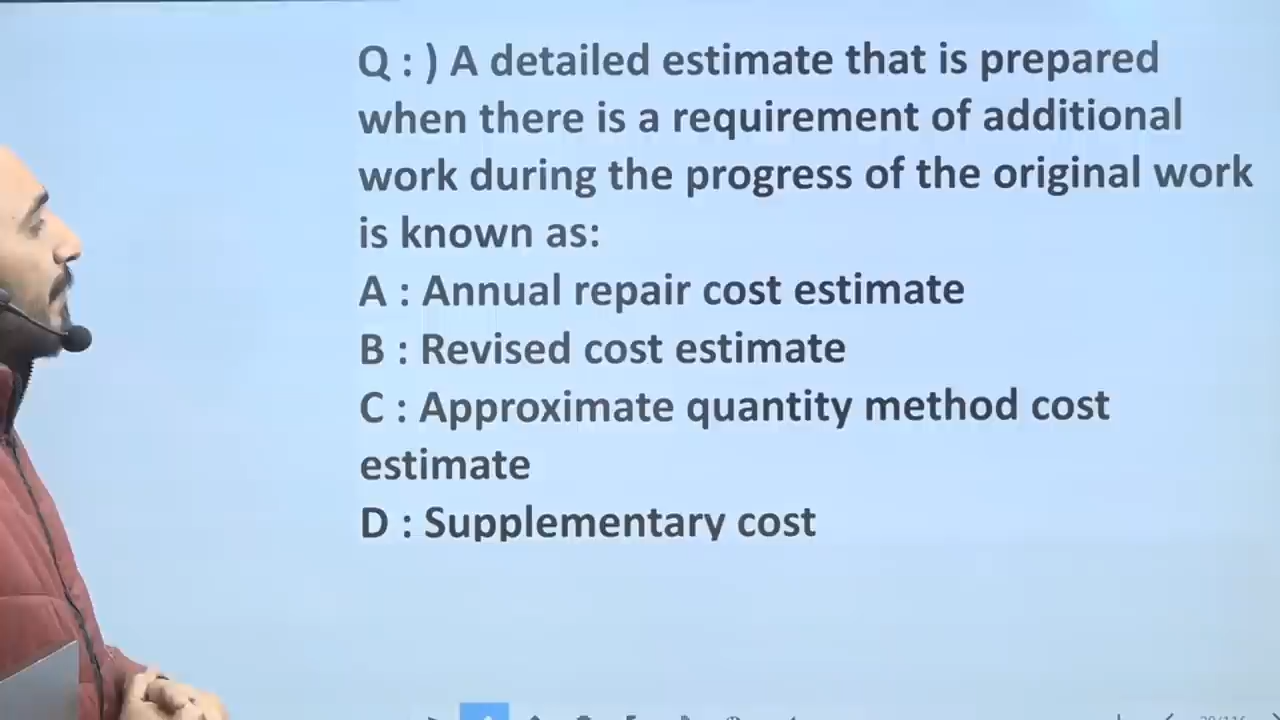 Q : ) A detailed estimate that is prepared
when there is a requirement of additional
work during the progress of the original work
is known as:
A : Annual repair cost estimate
B : Revised cost estimate
C : Approximate quantity method cost
estimate
D : Supplementary cost